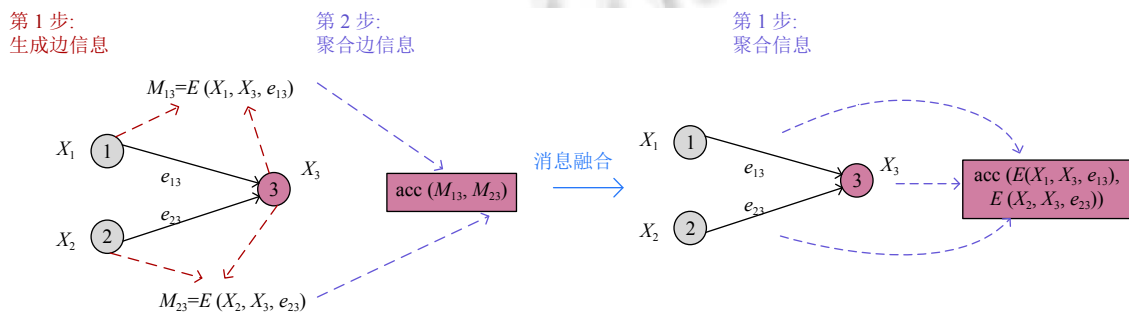 第 1 步:
生成边信息
第 2 步:
聚合边信息
M13=E (X1, X3, e13)
X1
1
e13
3
X3
e23
X2
2
M23=E (X2, X3, e23)
acc (M13, M23)
消息融合
第 1 步:
聚合信息
X1
1
e13
3
X3
e23
X2
2
acc (E(X1, X3, e13),
E (X2, X3, e23))